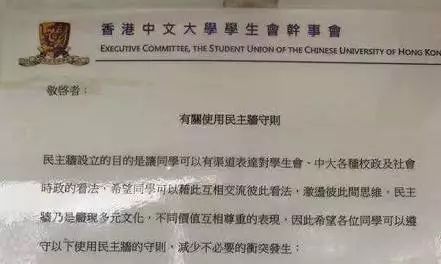 香港中文大學學生會幹事會
EXECUTIVE COMMITTEE, THE STUDENT UNION OF THE CHINESE UNIVERSITY OF HONG KON
敬啓者：
有關使用民主牆守則
民主牆設立的目的是讓同學可以有渠道表達對學生會、中大各種校政及社會
時政的看法，希望同學可以藉此互相交流彼此看法，激盪彼此間思維。民主
牆乃是體現多元文化，不同價值互相尊重的表現，因此希望各位同學可以遵
守以下使用民主牆的守則，減少不必要的衝突發生：